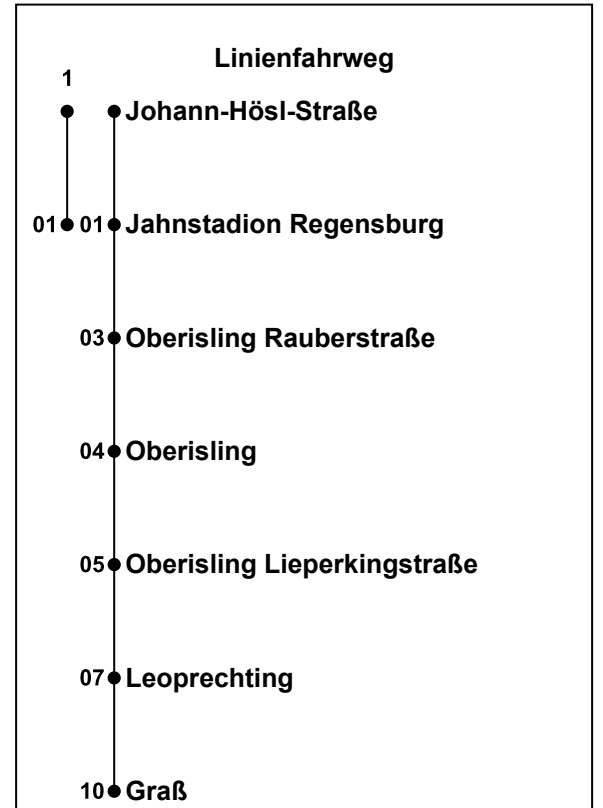 Linienfahrweg
1
Johann-Hösl-Straße
01 01 Jahnstadion Regensburg
03 Oberisling Rauberstraße
04 Oberisling
05 Oberisling Lieperkingstraße
07 Leoprechting
10 Graß